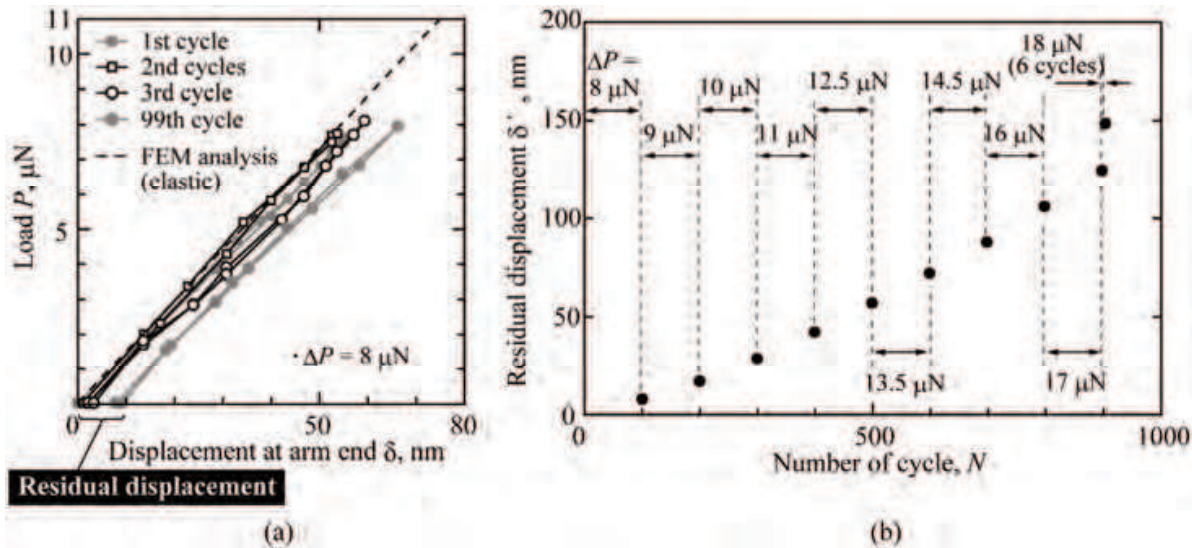 11
1st cycle
2nd cycles
3rd cycle
99th cycle
FEM analysis
(elastic)
5
Load P, μN
ΔP = 8 μN
0
0
50
80
Displacement at arm end δ, nm
Residual displacement
(a)
200
150
100
50
0
Residual displacement δ', nm
ΔP =
8 μN
9 μN
10 μN
11 μN
12.5 μN
13.5 μN
14.5 μN
16 μN
17 μN
18 μN
(6 cycles)
0
500
1000
Number of cycle, N
(b)